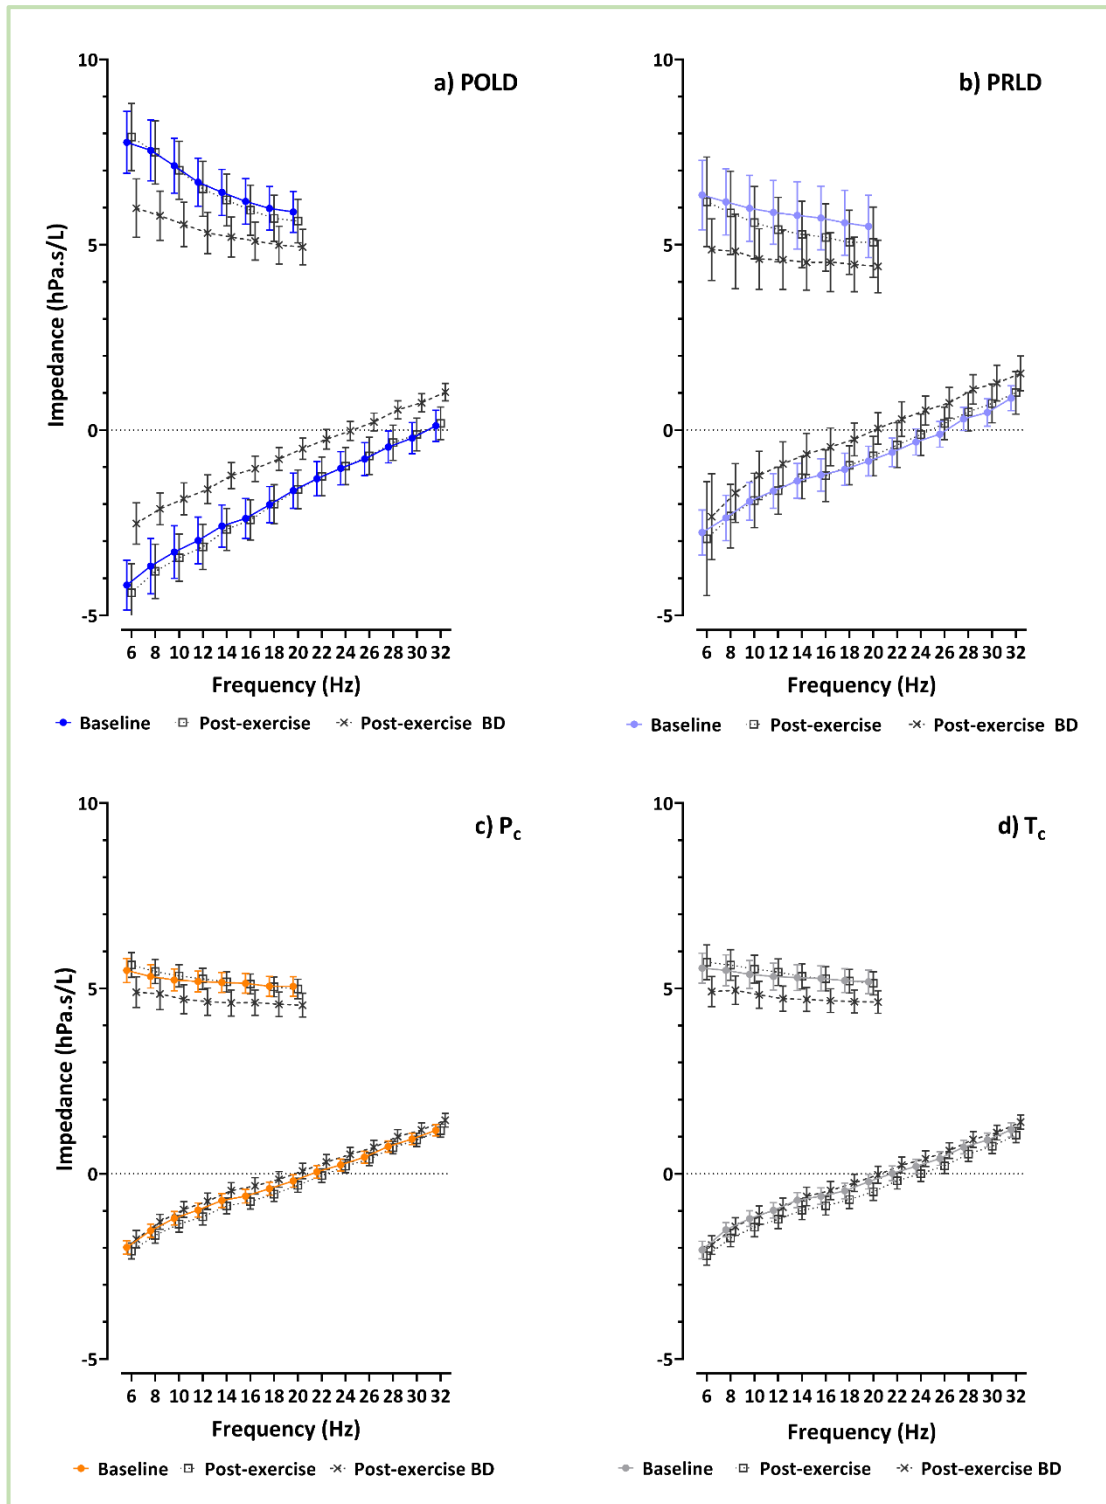 a) POLD
10
5
0
-5
Impedance (hPa.s/L)
6 8 10 12 14 16 18 20 22 24 26 28 30 32
Frequency (Hz)
Baseline Post-exercise Post-exercise BD
b) PRLD
10
5
0
-5
6 8 10 12 14 16 18 20 22 24 26 28 30 32
Frequency (Hz)
Baseline Post-exercise Post-exercise BD
c) Pc
10
5
0
-5
Impedance (hPa.s/L)
6 8 10 12 14 16 18 20 22 24 26 28 30 32
Frequency (Hz)
Baseline Post-exercise Post-exercise BD
d) Tc
10
5
0
-5
6 8 10 12 14 16 18 20 22 24 26 28 30 32
Frequency (Hz)
Baseline Post-exercise Post-exercise BD